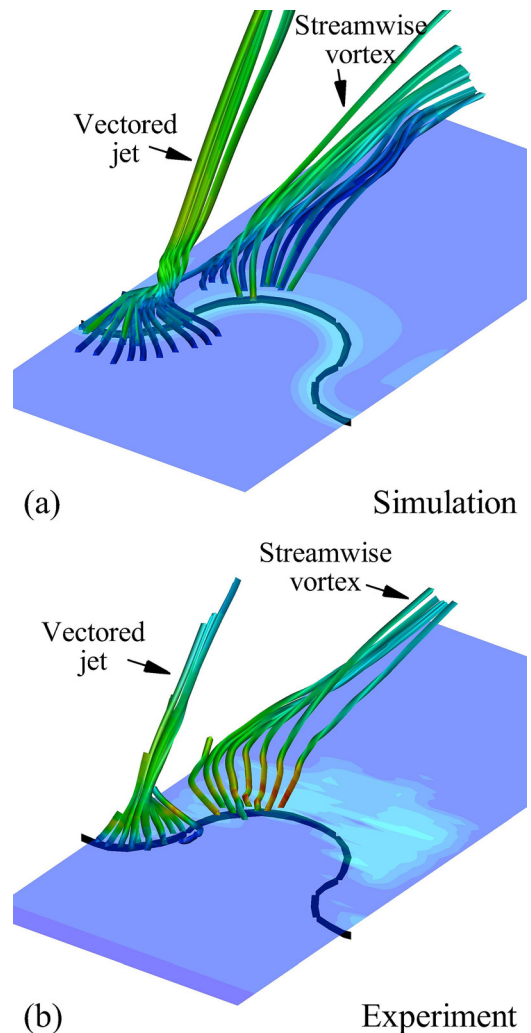 Streamwise
vortex
Vectored
jet
(a) Simulation
Streamwise
vortex
Vectored
jet
(b) Experiment